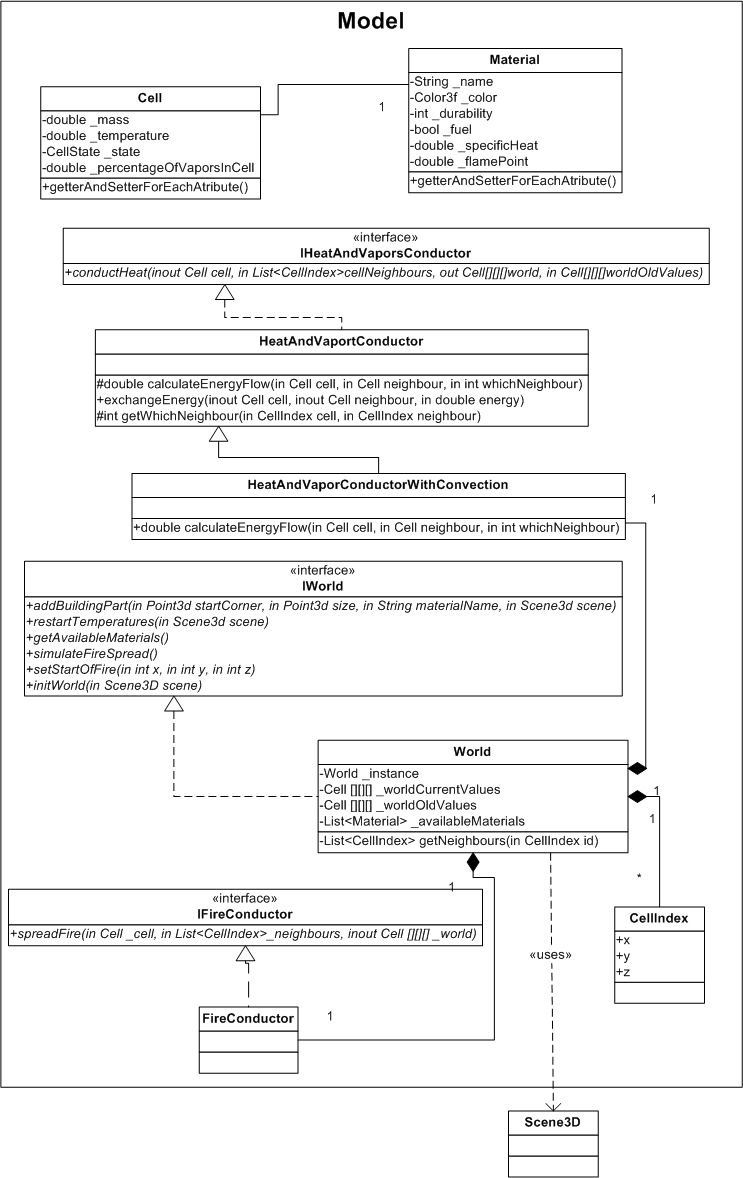 Model
Cell
-double _mass
-double _temperature
-CellState _state
-double _percentageOfVaporsInCell
+getterAndSetterForEachAtribute()
1
Material
-String _name
-Color3f _color
-int _durability
-bool _fuel
-double _specificHeat
-double _flamePoint
+getterAndSetterForEachAtribute()
«interface»
IHeatAndVaporsConductor
+conductHeat(inout Cell cell, in List<CellIndex>cellNeighbours, out Cell[][][]world, in Cell[][][]worldOldValues)
HeatAndVaportConductor
#double calculateEnergyFlow(in Cell cell, in Cell neighbour, in int whichNeighbour)
+exchangeEnergy(inout Cell cell, inout Cell neighbour, in double energy)
#int getWhichNeighbour(in CellIndex cell, in CellIndex neighbour)
HeatAndVaporConductorWithConvection
+double calculateEnergyFlow(in Cell cell, in Cell neighbour, in int whichNeighbour)
1
«interface»
IWorld
+addBuildingPart(in Point3d startCorner, in Point3d size, in String materialName, in Scene3d scene)
+restartTemperatures(in Scene3d scene)
+getAvailableMaterials()
+simulateFireSpread()
+setStartOfFire(in int x, in int y, in int z)
+initWorld(in Scene3D scene)
World
-World _instance
-Cell [][][] _worldCurrentValues
-Cell [][][] _worldOldValues
-List<Material> _availableMaterials
-List<CellIndex> getNeighbours(in CellIndex id)
1
1
1
*
«interface»
IFireConductor
+spreadFire(in Cell _cell, in List<CellIndex>_neighbours, inout Cell [][][] _world)
CellIndex
+x
+y
+z
«uses»
FireConductor
1
Scene3D